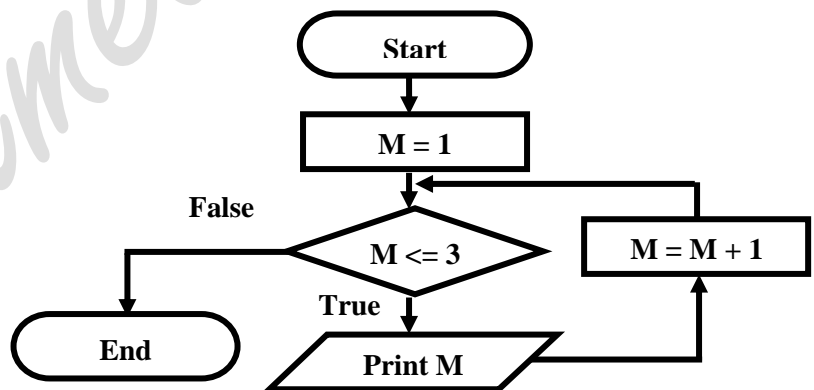 Start
M = 1
False
M <= 3
M = M + 1
True
End
Print M